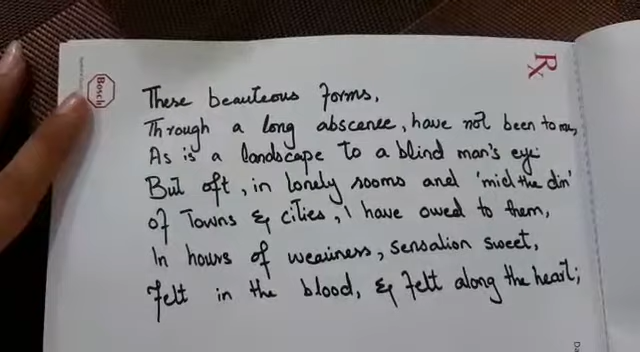 Bosch
Rx
These beauteous forms,
Through a long abscence, have not been to me,
As is a landscape to a blind man's eye:
But oft, in lonely rooms and 'mid the din'
of Towns & cities, I have owed to them,
In hours of weariness, sensation sweet,
Felt in the blood, & felt along the heart;